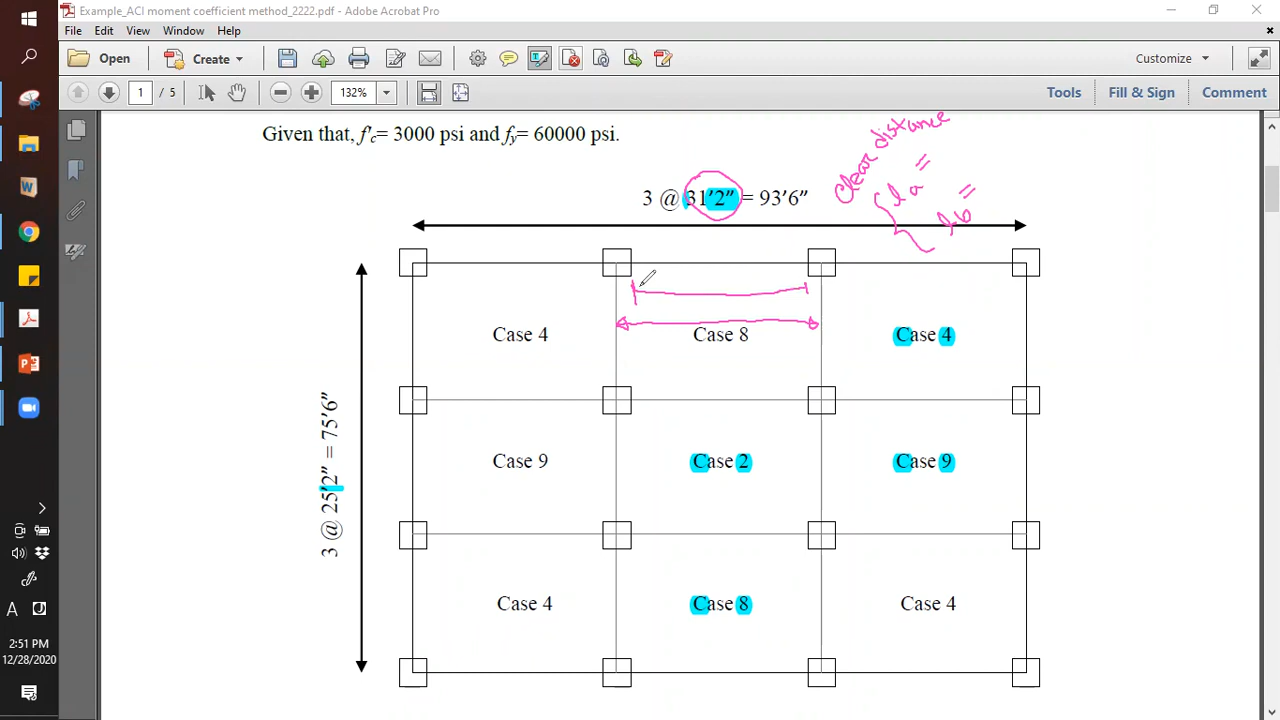 Example_ACI moment coefficient method_2222.pdf - Adobe Acrobat Pro
File Edit View Window Help
Open Create Customize
1 / 5 132% Tools Fill & Sign Comment
Given that, f'c= 3000 psi and fy= 60000 psi.
Clear distance
la =
lb =
3 @ 31'2" = 93'6"
3 @ 25'2" = 75'6"
Case 4 Case 8 Case 4
Case 9 Case 2 Case 9
Case 4 Case 8 Case 4
A
2:51 PM
12/28/2020